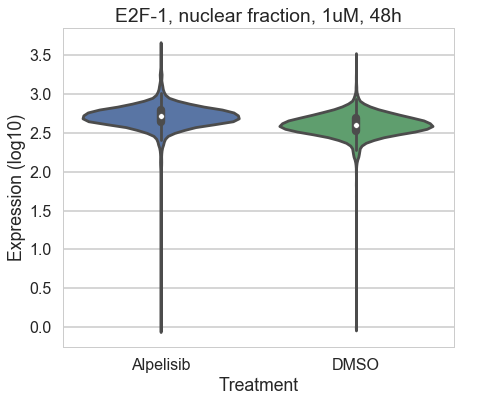 E2F-1, nuclear fraction, 1uM, 48h
Expression (log10)
3.5
3.0
2.5
2.0
1.5
1.0
0.5
0.0
Alpelisib
DMSO
Treatment